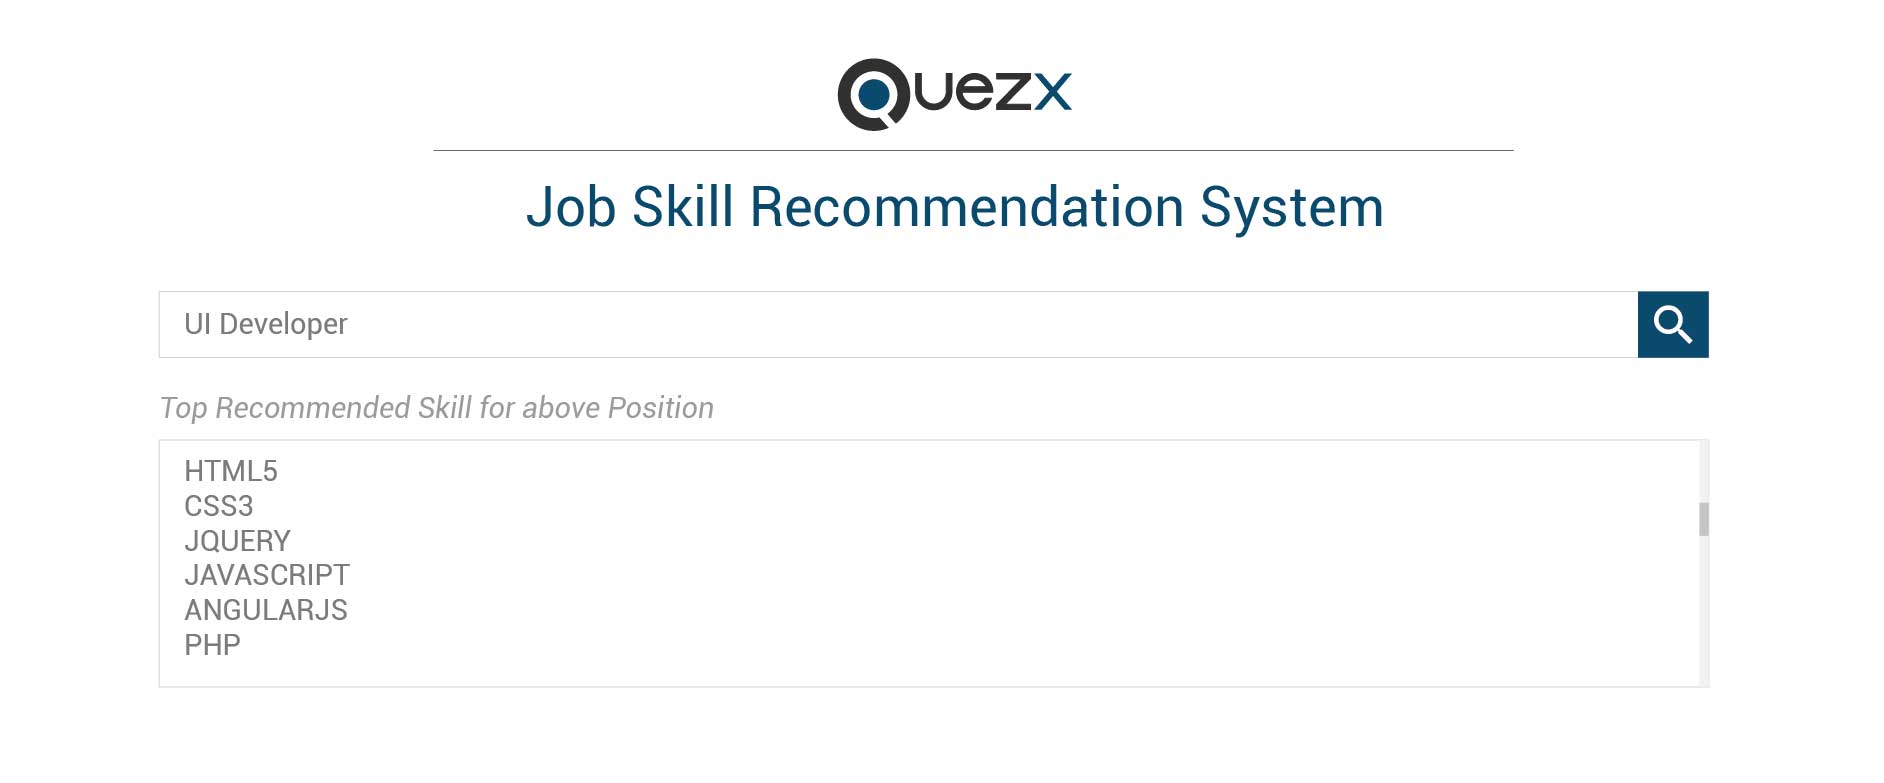 Quezx
Job Skill Recommendation System
UI Developer
Top Recommended Skill for above Position
HTML5
CSS3
JQUERY
JAVASCRIPT
ANGULARJS
PHP